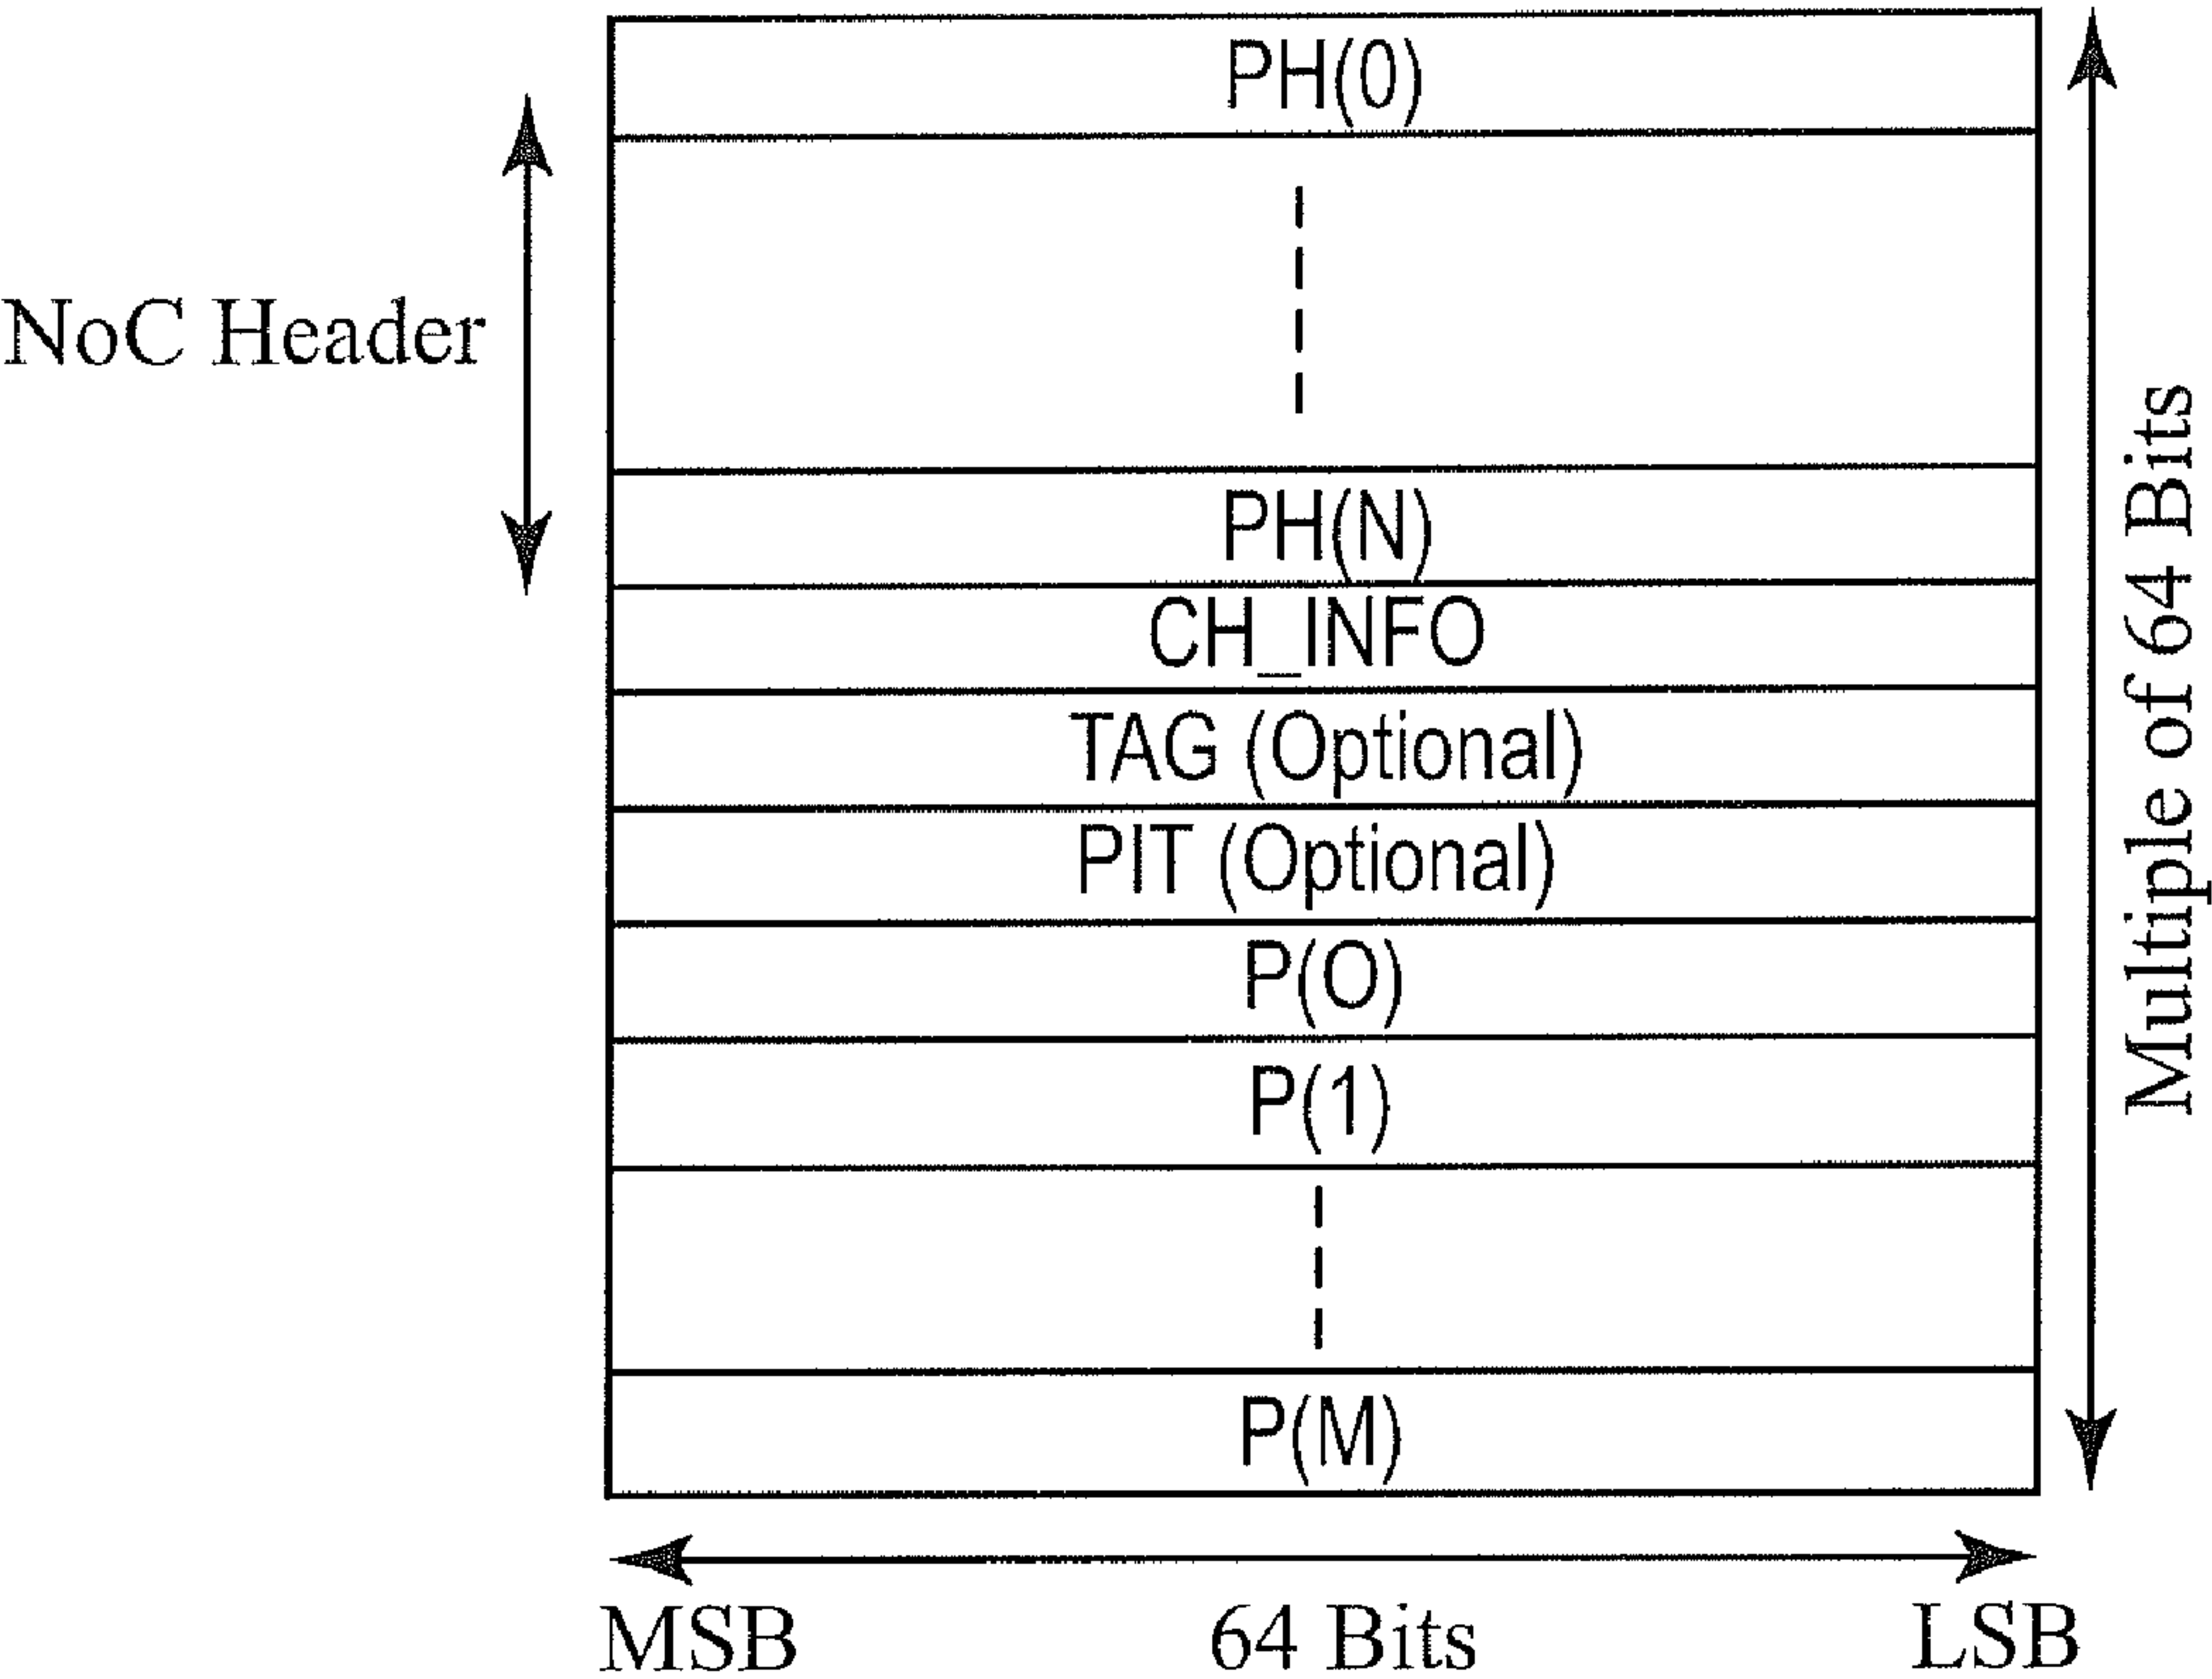 PH(0)
NoC Header
PH(N)
CH_INFO
TAG (Optional)
PIT (Optional)
P(O)
P(1)
P(M)
Multiple of 64 Bits
MSB
64 Bits
LSB